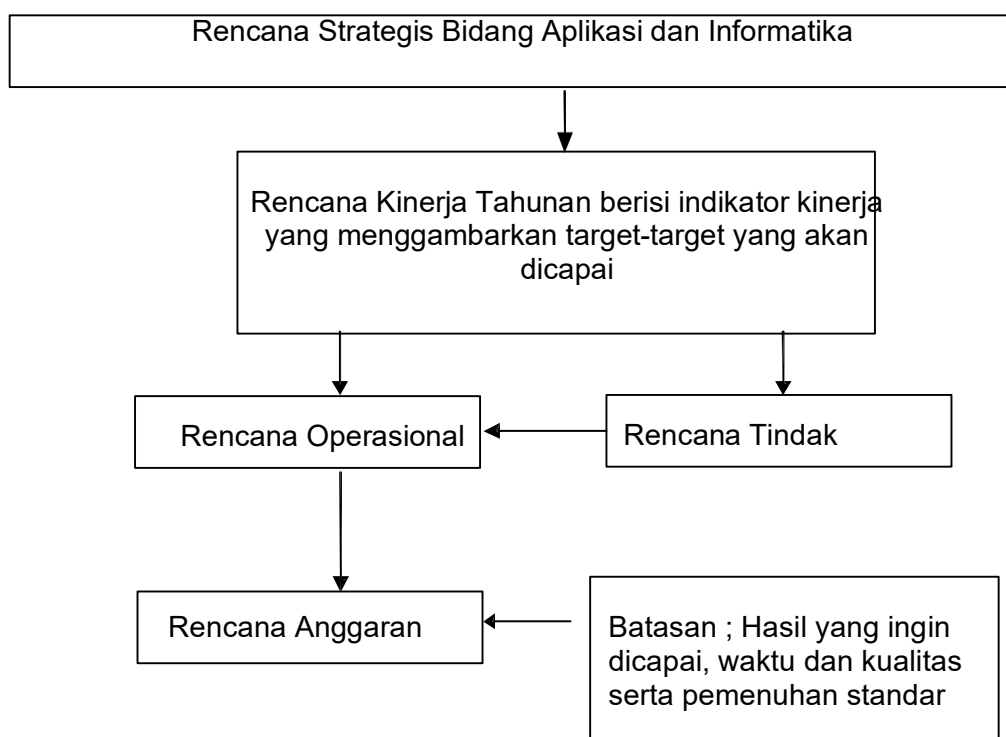 Rencana Strategis Bidang Aplikasi dan Informatika
Rencana Kinerja Tahunan berisi indikator kinerja
yang menggambarkan target-target yang akan
dicapai
Rencana Operasional
Rencana Tindak
Rencana Anggaran
Batasan ; Hasil yang ingin
dicapai, waktu dan kualitas
serta pemenuhan standar